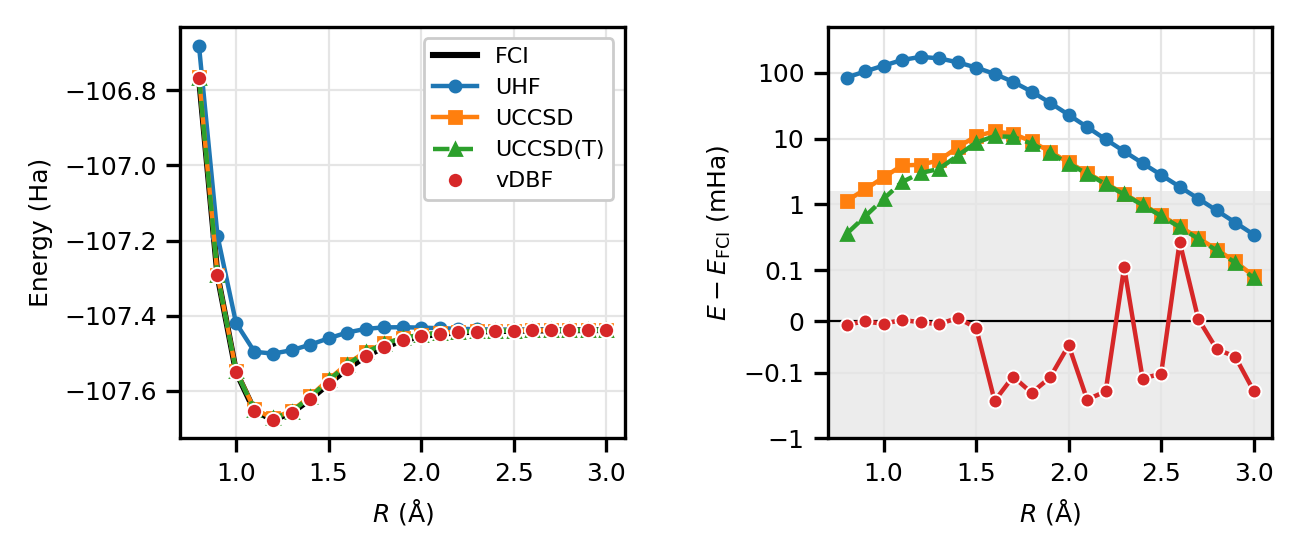 Energy (Ha)
−106.8
−107.0
−107.2
−107.4
−107.6
1.0 1.5 2.0 2.5 3.0
R (Å)
FCI
UHF
UCCSD
UCCSD(T)
vDBF
E − E_FCI (mHa)
100
10
1
0.1
0
−0.1
−1
1.0 1.5 2.0 2.5 3.0
R (Å)